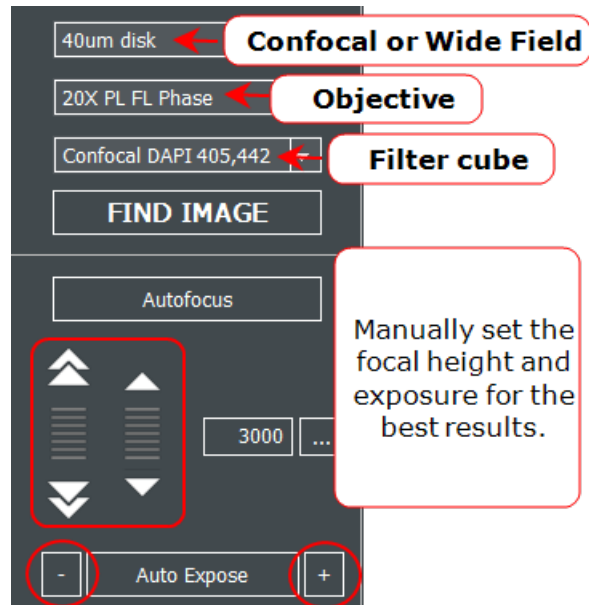 40um disk
Confocal or Wide Field
20X PL FL Phase
Objective
Confocal DAPI 405,442
Filter cube
FIND IMAGE
Autofocus
Manually set the
focal height and
exposure for the
best results.
3000 ...
- Auto Expose +